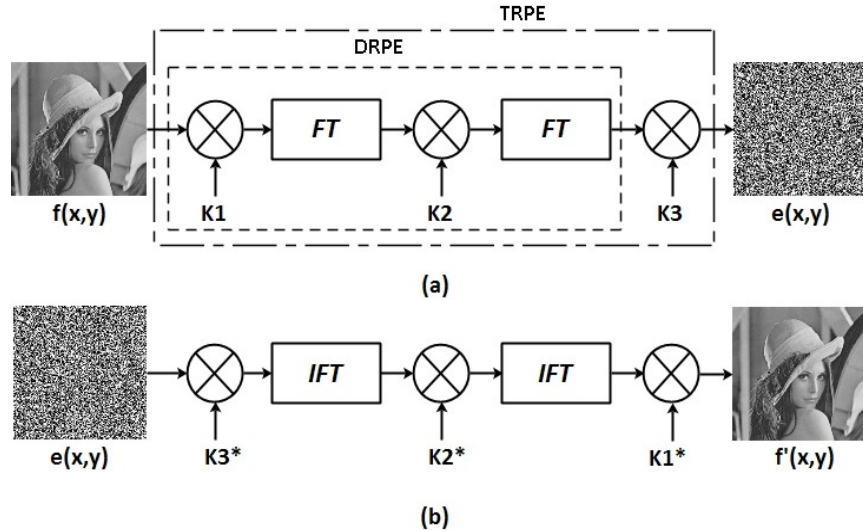 TRPE
DRPE
FT
FT
f(x,y)
K1
K2
K3
e(x,y)
(a)
IFT
IFT
e(x,y)
K3*
K2*
K1*
f'(x,y)
(b)